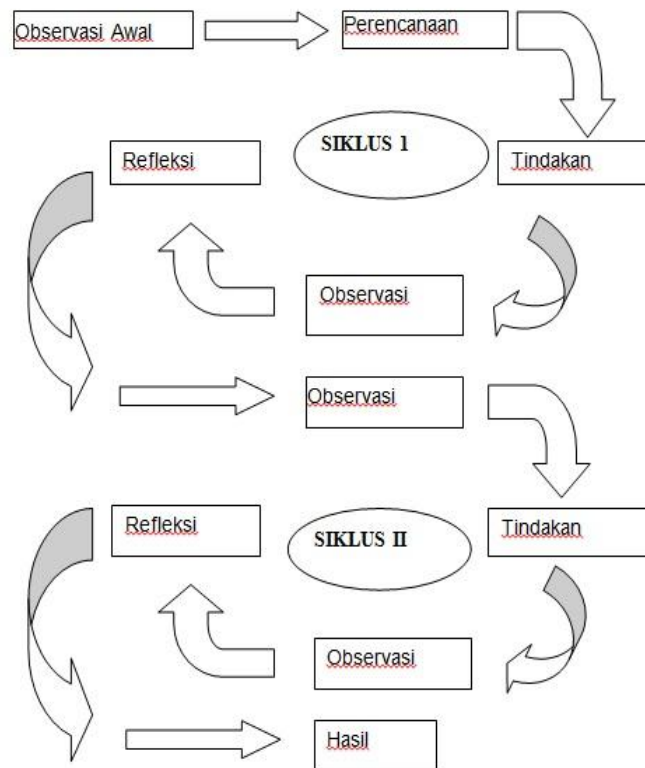 Observasi Awal
Perencanaan
Refleksi
SIKLUS 1
Tindakan
Observasi
Observasi
Refleksi
SIKLUS II
Tindakan
Observasi
Hasil